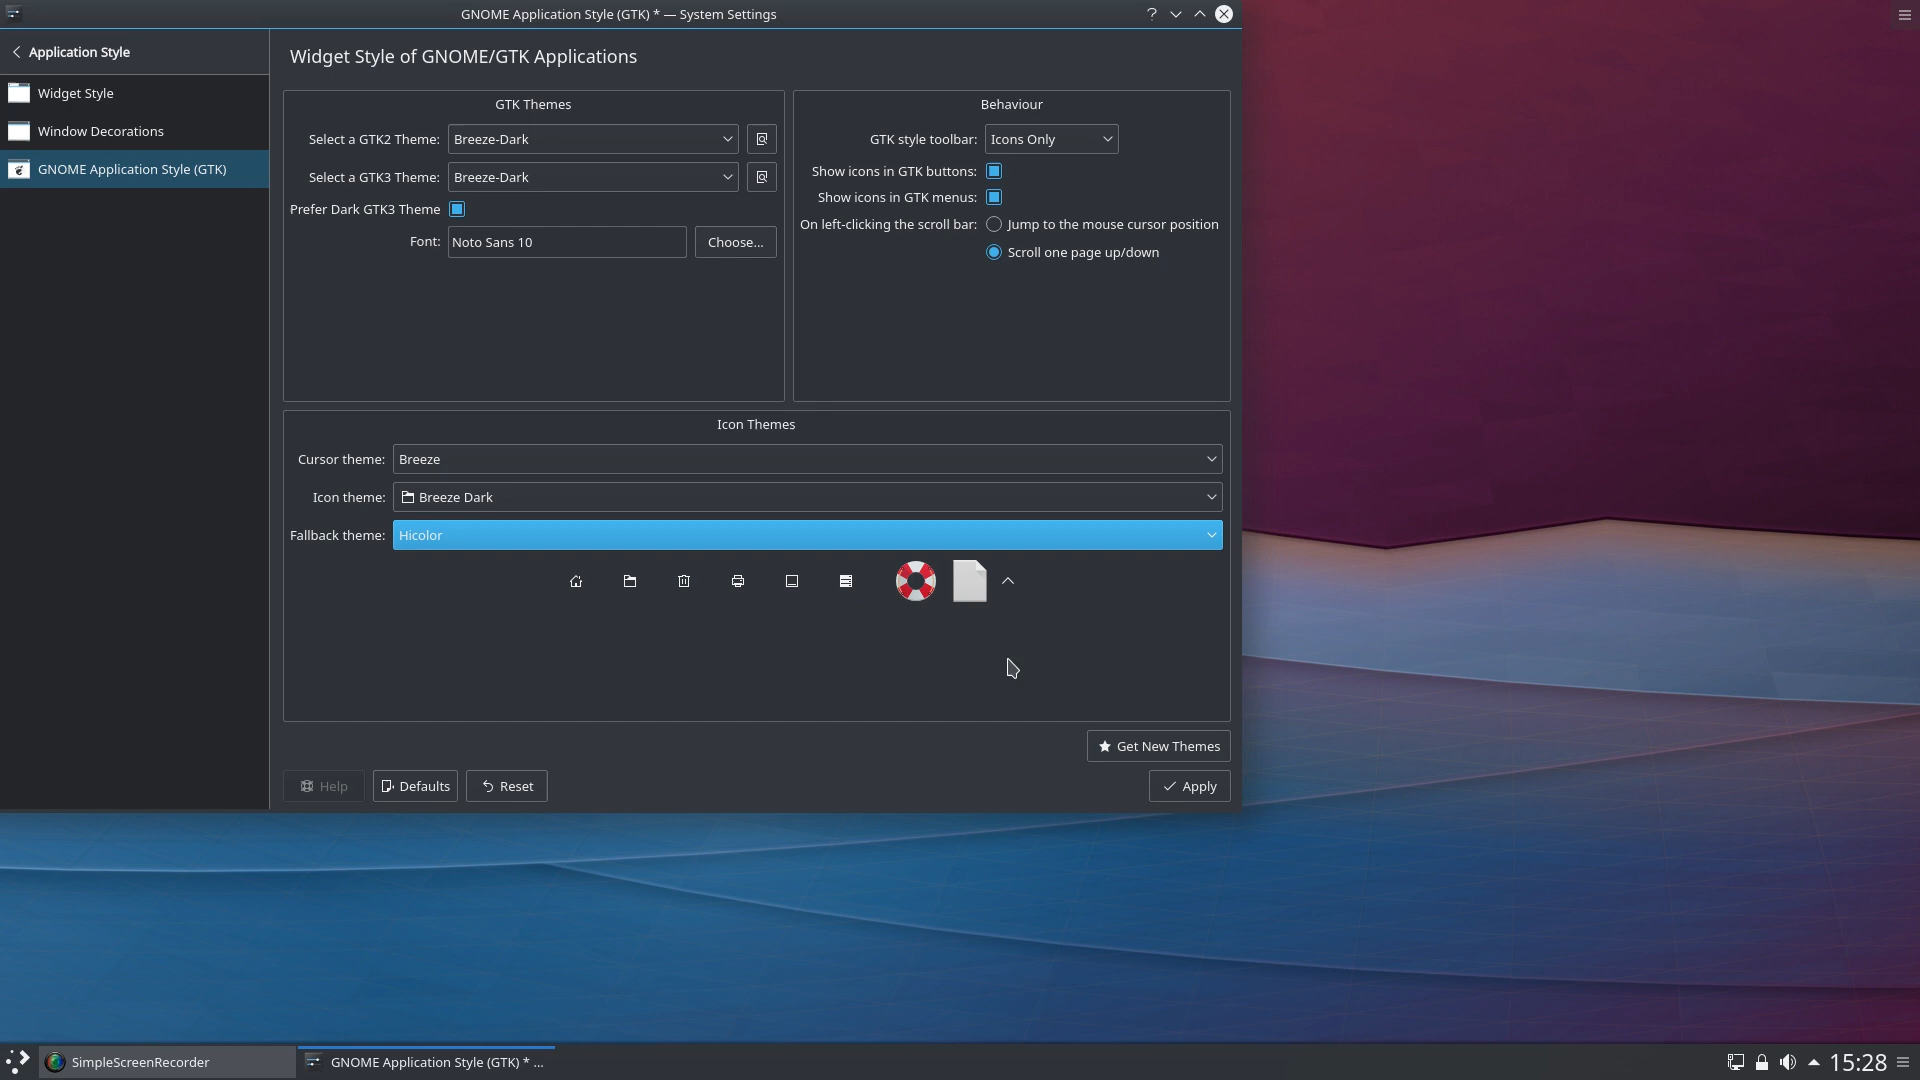 GNOME Application Style (GTK) * — System Settings
Application Style
Widget Style
Window Decorations
GNOME Application Style (GTK)
Widget Style of GNOME/GTK Applications
GTK Themes
Select a GTK2 Theme: Breeze-Dark
Select a GTK3 Theme: Breeze-Dark
Prefer Dark GTK3 Theme
Font: Noto Sans 10 Choose...
Behaviour
GTK style toolbar: Icons Only
Show icons in GTK buttons:
Show icons in GTK menus:
On left-clicking the scroll bar: Jump to the mouse cursor position
Scroll one page up/down
Icon Themes
Cursor theme: Breeze
Icon theme: Breeze Dark
Fallback theme: Hicolor
Get New Themes
Help Defaults Reset Apply
SimpleScreenRecorder GNOME Application Style (GTK) * ... 15:28